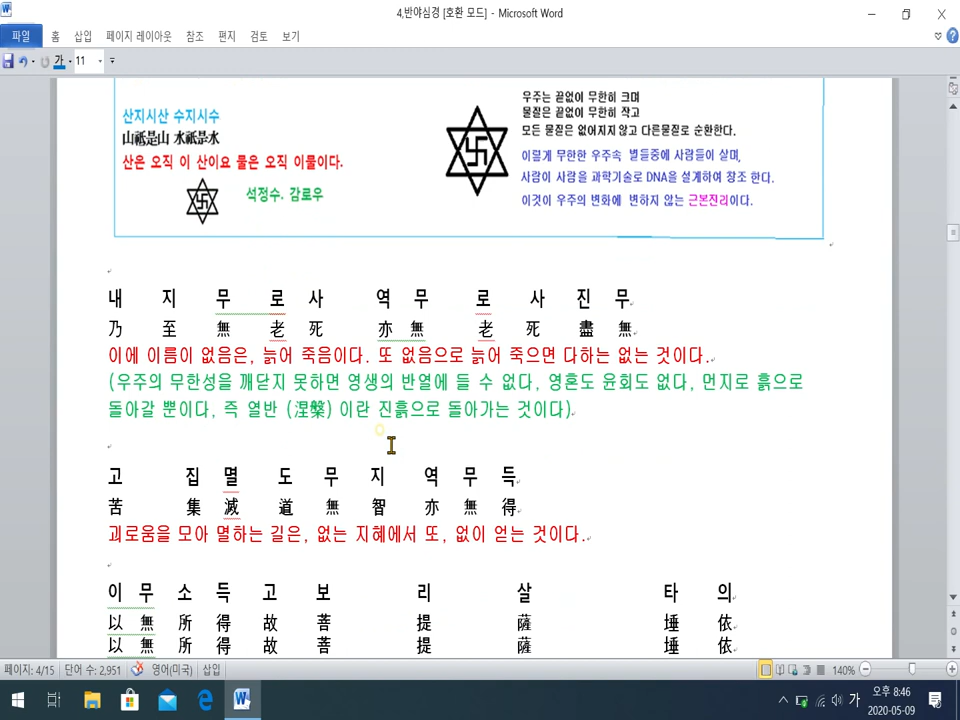 4,반야심경 [호환 모드] - Microsoft Word
파일 홈 삽입 페이지 레이아웃 참조 편지 검토 보기
가 11
산지시산 수지시수
山祗是山 水祗是水
산은 오직 이 산이요 물은 오직 이물이다.
석정수. 감로우
우주는 끝없이 무한히 크며
물질은 끝없이 무한히 작고
모든 물질은 없어지지 않고 다른물질로 순환한다.
이렇게 무한한 우주속 별들중에 사람들이 살며,
사람이 사람을 과학기술로 DNA을 설계하여 창조 한다.
이것이 우주의 변화에 변하지 않는 근본진리이다.
내 지 무 로 사 역 무 로 사 진 무
乃 至 無 老 死 亦 無 老 死 盡 無
이에 이름이 없음은, 늙어 죽음이다. 또 없음으로 늙어 죽으면 다하는 없는 것이다.
(우주의 무한성을 깨닫지 못하면 영생의 반열에 들 수 없다, 영혼도 윤회도 없다, 먼지로 흙으로
돌아갈 뿐이다, 즉 열반 (涅槃) 이란 진흙으로 돌아가는 것이다).
고 집 멸 도 무 지 역 무 득
苦 集 滅 道 無 智 亦 無 得
괴로움을 모아 멸하는 길은, 없는 지혜에서 또, 없이 얻는 것이다.
이 무 소 득 고 보 리 살 타 의
以 無 所 得 故 菩 提 薩 埵 依
以 無 所 得 故 菩 提 薩 埵 依
페이지: 4/15 단어 수: 2,951 영어(미국) 삽입 140%
가 오후 8:46
2020-05-09